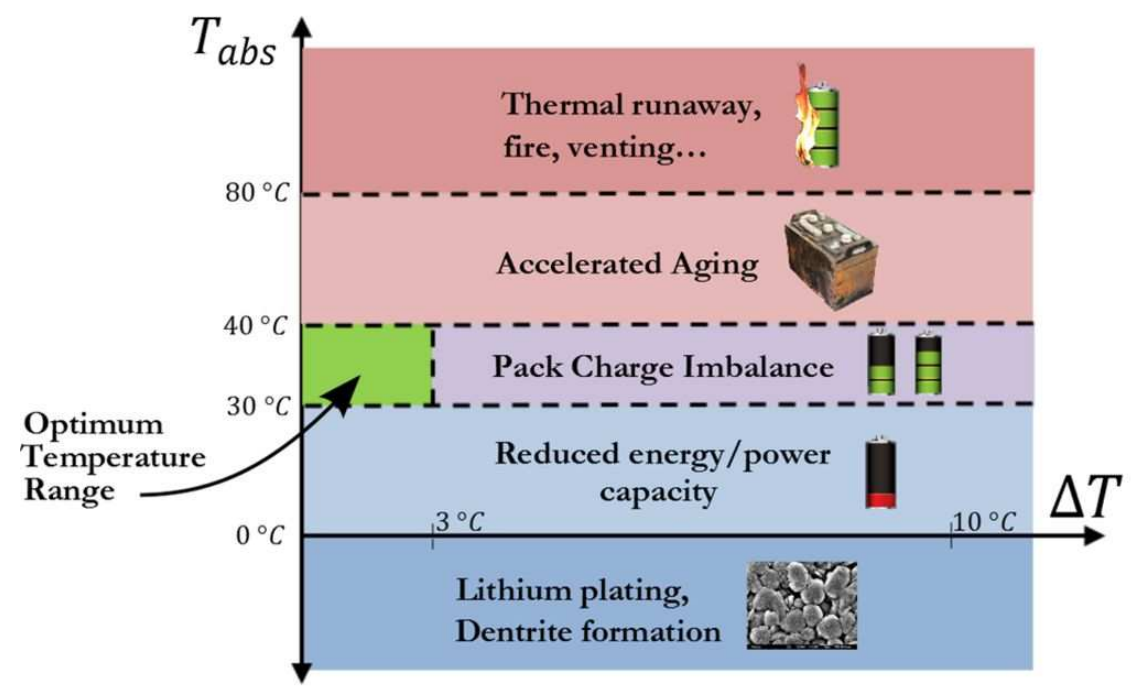 T_abs
Thermal runaway,
fire, venting...
80 °C
Accelerated Aging
40 °C
Pack Charge Imbalance
30 °C
Optimum
Temperature
Range
Reduced energy/power
capacity
ΔT
3 °C
10 °C
0 °C
Lithium plating,
Dentrite formation